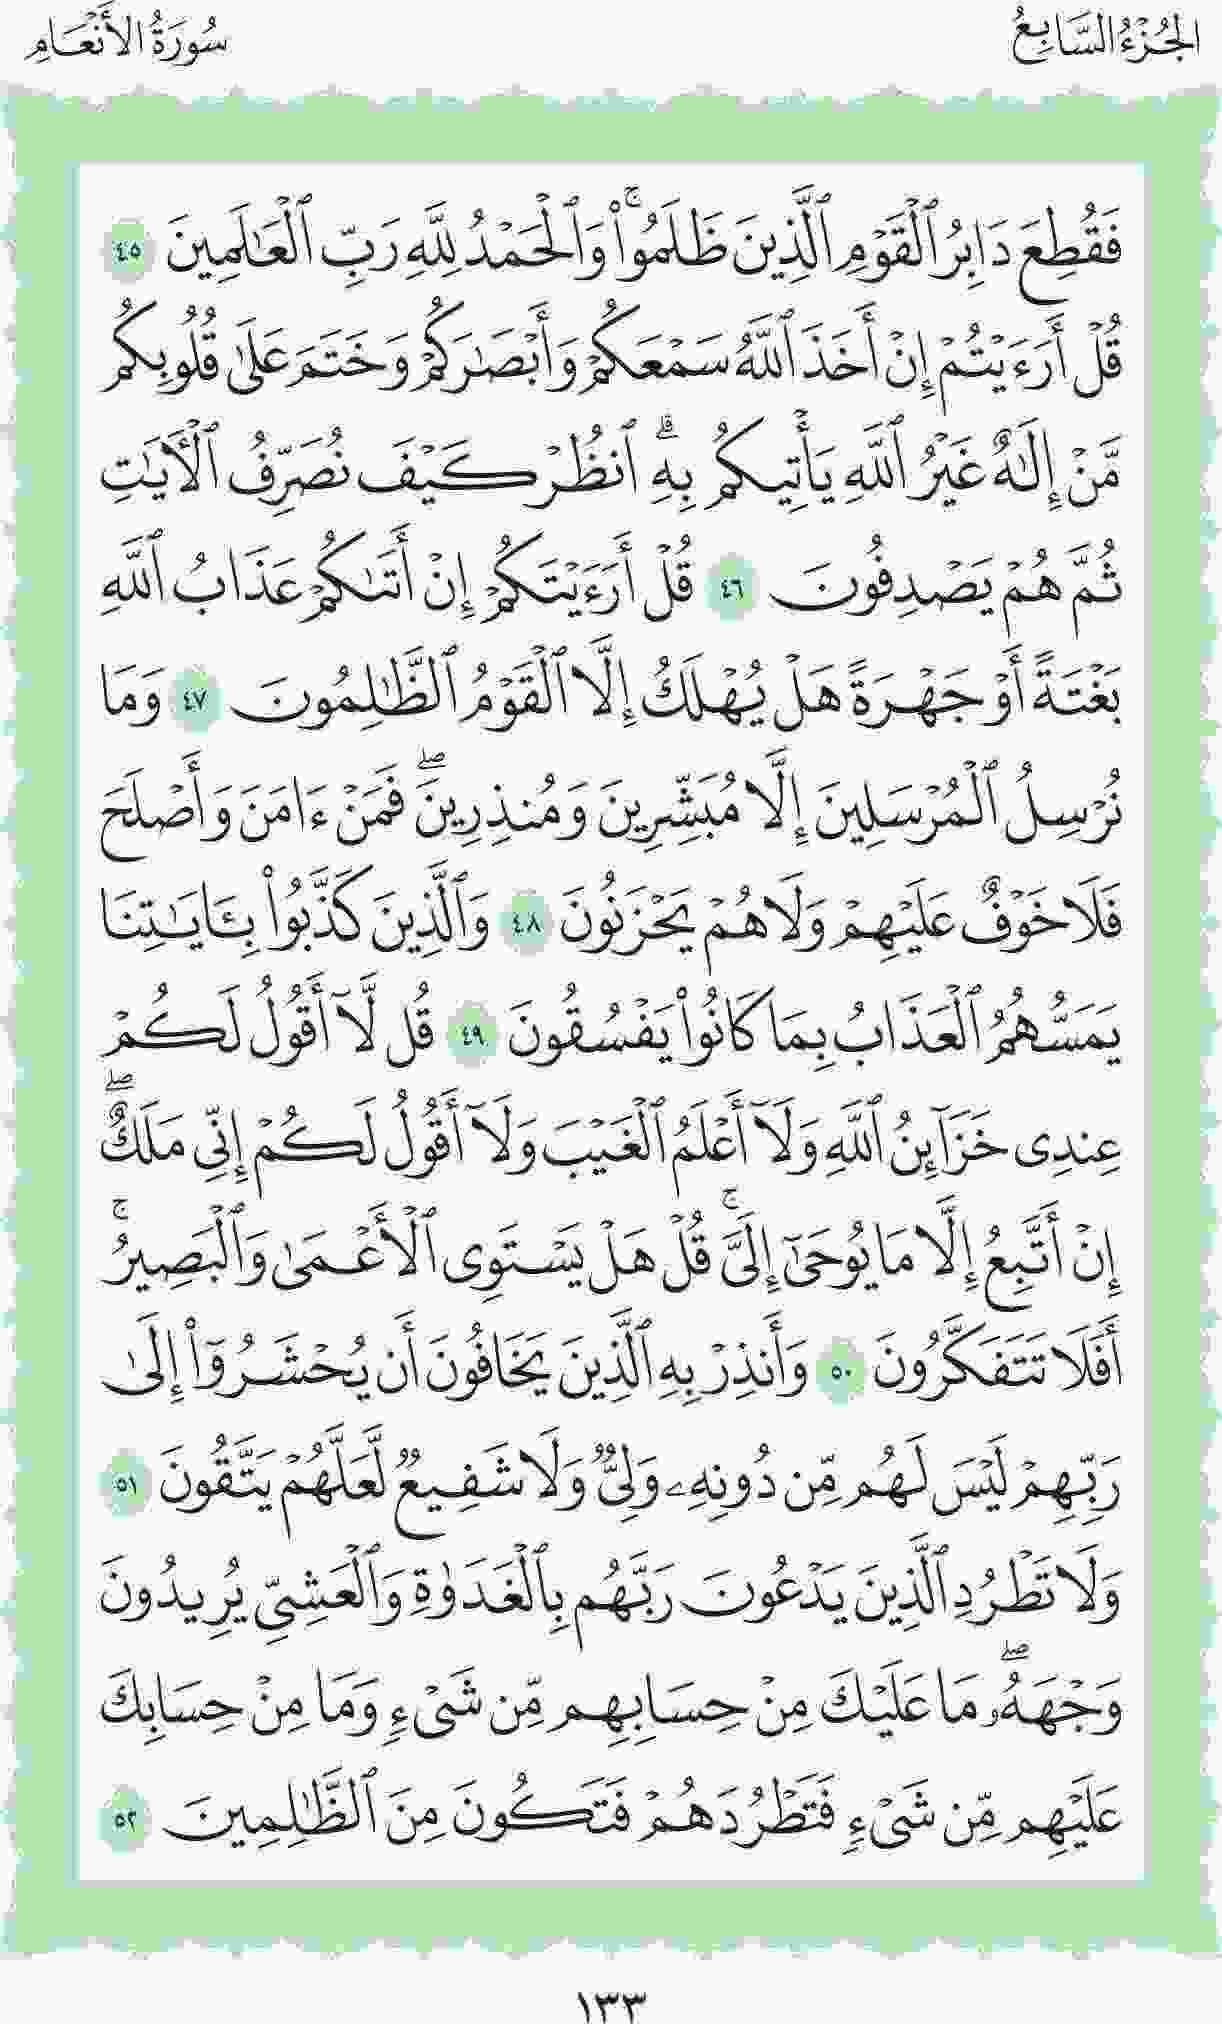 الجزء السابع
سورة الأنعام
فَقُطِعَ دَابِرُ ٱلْقَوْمِ ٱلَّذِينَ ظَلَمُوا۟ ۚ وَٱلْحَمْدُ لِلَّهِ رَبِّ ٱلْعَـٰلَمِينَ ٤٥
قُلْ أَرَءَيْتُمْ إِنْ أَخَذَ ٱللَّهُ سَمْعَكُمْ وَأَبْصَـٰرَكُمْ وَخَتَمَ عَلَىٰ قُلُوبِكُم
مَّنْ إِلَـٰهٌ غَيْرُ ٱللَّهِ يَأْتِيكُم بِهِ ۗ ٱنظُرْ كَيْفَ نُصَرِّفُ ٱلْـَٔايَـٰتِ
ثُمَّ هُمْ يَصْدِفُونَ ٤٦ قُلْ أَرَءَيْتَكُمْ إِنْ أَتَىٰكُمْ عَذَابُ ٱللَّهِ
بَغْتَةً أَوْ جَهْرَةً هَلْ يُهْلَكُ إِلَّا ٱلْقَوْمُ ٱلظَّـٰلِمُونَ ٤٧ وَمَا
نُرْسِلُ ٱلْمُرْسَلِينَ إِلَّا مُبَشِّرِينَ وَمُنذِرِينَ ۖ فَمَنْ ءَامَنَ وَأَصْلَحَ
فَلَا خَوْفٌ عَلَيْهِمْ وَلَا هُمْ يَحْزَنُونَ ٤٨ وَٱلَّذِينَ كَذَّبُوا۟ بِـَٔايَـٰتِنَا
يَمَسُّهُمُ ٱلْعَذَابُ بِمَا كَانُوا۟ يَفْسُقُونَ ٤٩ قُل لَّآ أَقُولُ لَكُمْ
عِندِى خَزَآئِنُ ٱللَّهِ وَلَآ أَعْلَمُ ٱلْغَيْبَ وَلَآ أَقُولُ لَكُمْ إِنِّى مَلَكٌ ۖ
إِنْ أَتَّبِعُ إِلَّا مَا يُوحَىٰٓ إِلَىَّ ۚ قُلْ هَلْ يَسْتَوِى ٱلْأَعْمَىٰ وَٱلْبَصِيرُ ۚ
أَفَلَا تَتَفَكَّرُونَ ٥٠ وَأَنذِرْ بِهِ ٱلَّذِينَ يَخَافُونَ أَن يُحْشَرُوٓا۟ إِلَىٰ
رَبِّهِمْ لَيْسَ لَهُم مِّن دُونِهِۦ وَلِىٌّ وَلَا شَفِيعٌ لَّعَلَّهُمْ يَتَّقُونَ ٥١
وَلَا تَطْرُدِ ٱلَّذِينَ يَدْعُونَ رَبَّهُم بِٱلْغَدَوٰةِ وَٱلْعَشِىِّ يُرِيدُونَ
وَجْهَهُۥ ۖ مَا عَلَيْكَ مِنْ حِسَابِهِم مِّن شَىْءٍ وَمَا مِنْ حِسَابِكَ
عَلَيْهِم مِّن شَىْءٍ فَتَطْرُدَهُمْ فَتَكُونَ مِنَ ٱلظَّـٰلِمِينَ ٥٢
١٣٣